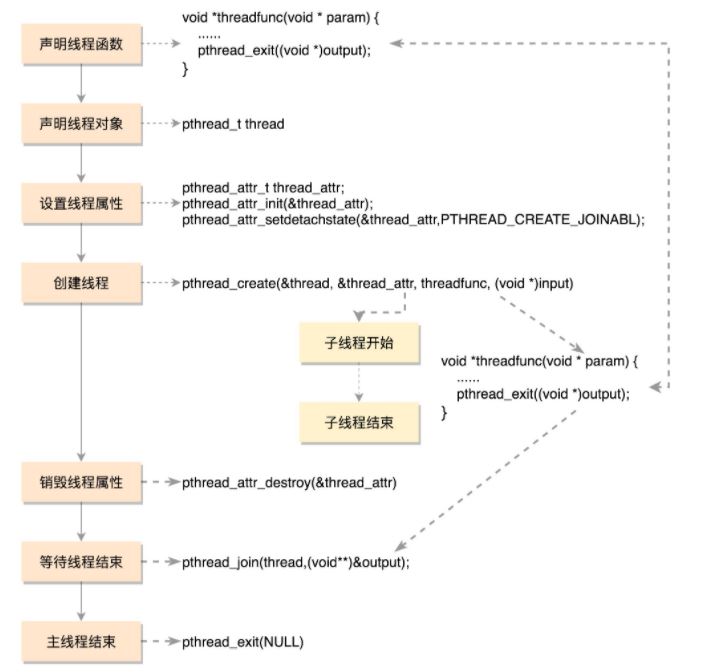 声明线程函数
void *threadfunc(void * param) {
......
pthread_exit((void *)output);
}
声明线程对象
pthread_t thread
设置线程属性
pthread_attr_t thread_attr;
pthread_attr_init(&thread_attr);
pthread_attr_setdetachstate(&thread_attr,PTHREAD_CREATE_JOINABL);
创建线程
pthread_create(&thread, &thread_attr, threadfunc, (void *)input)
子线程开始
子线程结束
void *threadfunc(void * param) {
......
pthread_exit((void *)output);
}
销毁线程属性
pthread_attr_destroy(&thread_attr)
等待线程结束
pthread_join(thread,(void**)&output);
主线程结束
pthread_exit(NULL)